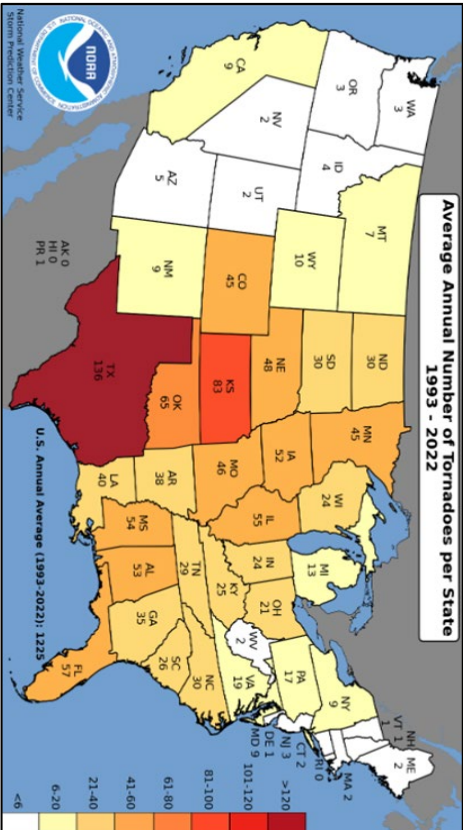 Average Annual Number of Tornadoes per State
1993 - 2022
WA
3
OR
3
ID
4
MT
7
ND
30
MN
45
WI
24
MI
13
NY
9
VT 1
NH
1
ME
2
MA 2
RI 0
CT 2
NJ 3
DE 1
MD 9
CA
9
NV
2
UT
2
WY
10
SD
30
NE
48
IA
52
IL
55
IN
24
OH
21
PA
17
WV
2
VA
19
AZ
5
NM
9
CO
45
KS
83
MO
46
KY
25
TN
29
NC
30
SC
26
TX
136
OK
65
AR
38
LA
40
MS
54
AL
53
GA
35
FL
57
AK 0
HI 0
PR 1
U.S. Annual Average (1993-2022): 1225
NOAA
National Weather Service
Storm Prediction Center
<6
6-20
21-40
41-60
61-80
81-100
101-120
>120